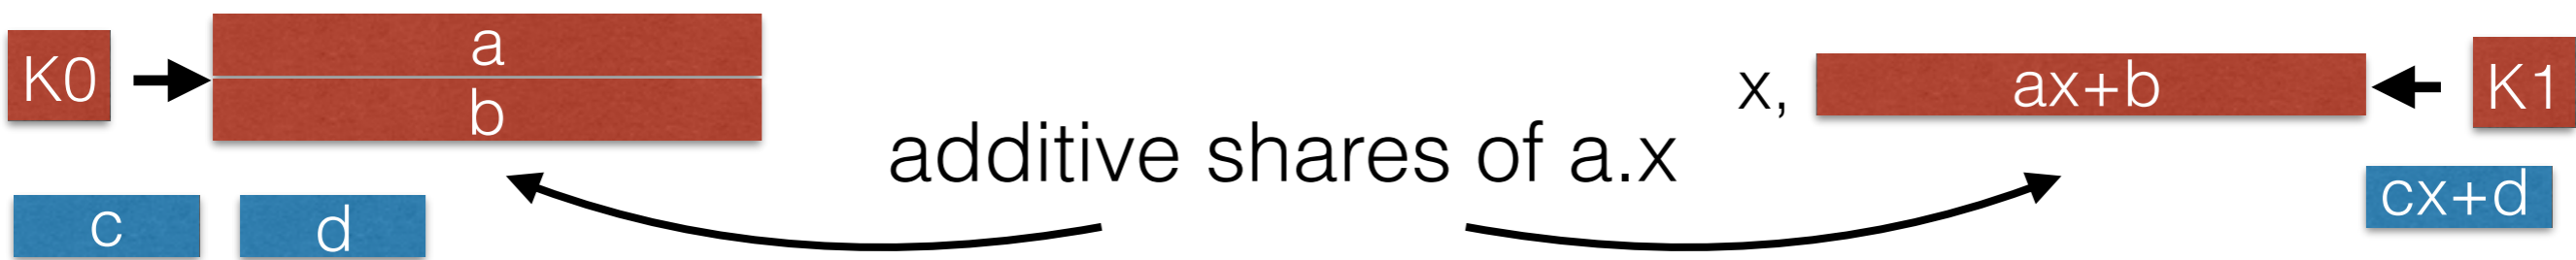 K0
a
b
c
d
additive shares of a.x
x,
ax+b
K1
cx+d